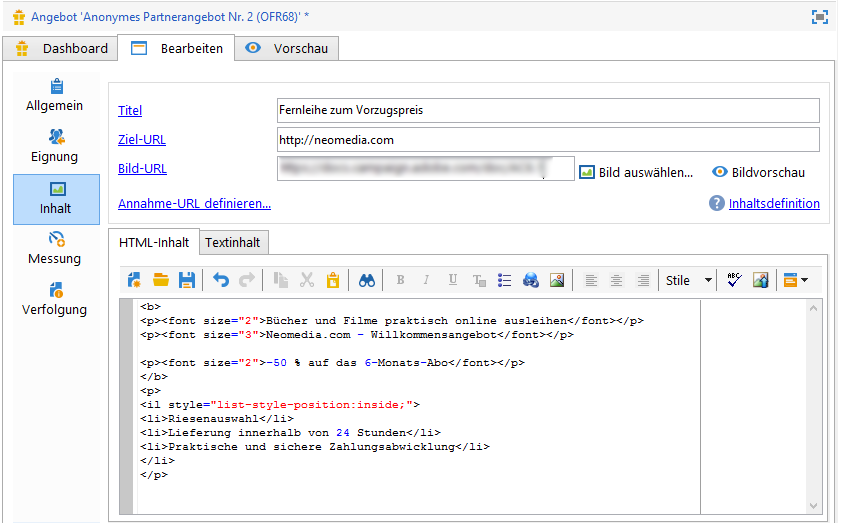 Angebot 'Anonymes Partnerangebot Nr. 2 (OFR68)' *
Dashboard Bearbeiten Vorschau
Allgemein
Eignung
Inhalt
Messung
Verfolgung
Titel Fernleihe zum Vorzugspreis
Ziel-URL http://neomedia.com
Bild-URL Bild auswählen... Bildvorschau
Annahme-URL definieren... Inhaltsdefinition
HTML-Inhalt Textinhalt
B I U Stile ABC
<b>
<p><font size="2">Bücher und Filme praktisch online ausleihen</font></p>
<p><font size="3">Neomedia.com - Willkommensangebot</font></p>
<p><font size="2">-50 % auf das 6-Monats-Abo</font></p>
</b>
<p>
<il style="list-style-position:inside;">
<li>Riesenauswahl</li>
<li>Lieferung innerhalb von 24 Stunden</li>
<li>Praktische und sichere Zahlungsabwicklung</li>
</li>
</p>